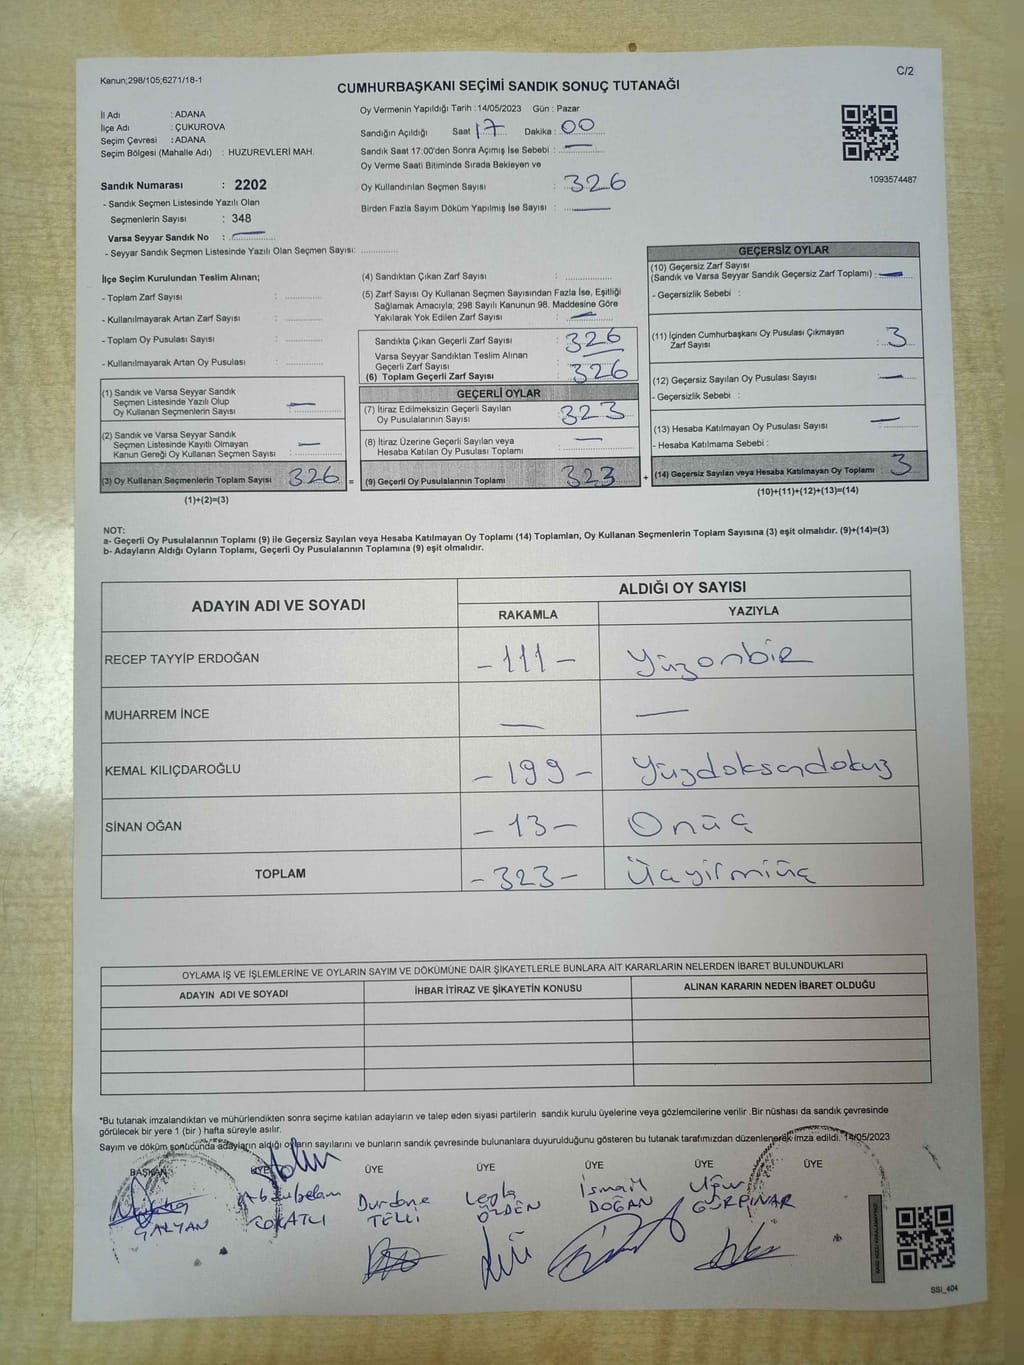 Kanun;298/105;6271/18-1
C/2
CUMHURBAŞKANI SEÇİMİ SANDIK SONUÇ TUTANAĞI
İl Adı : ADANA
İlçe Adı : ÇUKUROVA
Seçim Çevresi : ADANA
Seçim Bölgesi (Mahalle Adı) : HUZUREVLERİ MAH.
Sandık Numarası : 2202
- Sandık Seçmen Listesinde Yazılı Olan
Seçmenlerin Sayısı : 348
Varsa Seyyar Sandık No :
- Seyyar Sandık Seçmen Listesinde Yazılı Olan Seçmen Sayısı:
Oy Vermenin Yapıldığı Tarih : 14/05/2023 Gün : Pazar
Sandığın Açıldığı Saat 17 Dakika : 00
Sandık Saat 17:00'den Sonra Açılmış İse Sebebi :
Oy Verme Saati Bitiminde Sırada Bekleyen ve
Oy Kullandırılan Seçmen Sayısı : 326
Birden Fazla Sayım Döküm Yapılmış İse Sayısı :
1093574487
İlçe Seçim Kurulundan Teslim Alınan;
- Toplam Zarf Sayısı :
- Kullanılmayarak Artan Zarf Sayısı :
- Toplam Oy Pusulası Sayısı :
- Kullanılmayarak Artan Oy Pusulası :
(1) Sandık ve Varsa Seyyar Sandık
Seçmen Listesinde Yazılı Olup
Oy Kullanan Seçmenlerin Sayısı :
(2) Sandık ve Varsa Seyyar Sandık
Seçmen Listesinde Kayıtlı Olmayan
Kanun Gereği Oy Kullanan Seçmen Sayısı :
(3) Oy Kullanan Seçmenlerin Toplam Sayısı : 326 =
(1)+(2)=(3)
(4) Sandıktan Çıkan Zarf Sayısı :
(5) Zarf Sayısı Oy Kullanan Seçmen Sayısından Fazla İse, Eşitliği
Sağlamak Amacıyla; 298 Sayılı Kanunun 98. Maddesine Göre
Yakılarak Yok Edilen Zarf Sayısı :
Sandıkta Çıkan Geçerli Zarf Sayısı : 326
Varsa Seyyar Sandıktan Teslim Alınan
Geçerli Zarf Sayısı :
(6) Toplam Geçerli Zarf Sayısı : 326
GEÇERLİ OYLAR
(7) İtiraz Edilmeksizin Geçerli Sayılan
Oy Pusulalarının Sayısı : 323
(8) İtiraz Üzerine Geçerli Sayılan veya
Hesaba Katılan Oy Pusulası Toplamı :
(9) Geçerli Oy Pusulalarının Toplamı : 323 +
GEÇERSİZ OYLAR
(10) Geçersiz Zarf Sayısı
(Sandık ve Varsa Seyyar Sandık Geçersiz Zarf Toplamı) :
- Geçersizlik Sebebi :
(11) İçinden Cumhurbaşkanı Oy Pusulası Çıkmayan
Zarf Sayısı : 3
(12) Geçersiz Sayılan Oy Pusulası Sayısı :
- Geçersizlik Sebebi :
(13) Hesaba Katılmayan Oy Pusulası Sayısı :
- Hesaba Katılmama Sebebi :
(14) Geçersiz Sayılan veya Hesaba Katılmayan Oy Toplamı : 3
(10)+(11)+(12)+(13)=(14)
NOT:
a- Geçerli Oy Pusulalarının Toplamı (9) ile Geçersiz Sayılan veya Hesaba Katılmayan Oy Toplamı (14) Toplamları, Oy Kullanan Seçmenlerin Toplam Sayısına (3) eşit olmalıdır. (9)+(14)=(3)
b- Adayların Aldığı Oyların Toplamı, Geçerli Oy Pusulalarının Toplamına (9) eşit olmalıdır.
ADAYIN ADI VE SOYADI
ALDIĞI OY SAYISI
RAKAMLA YAZIYLA
RECEP TAYYİP ERDOĞAN - 111 - Yüzonbir
MUHARREM İNCE — —
KEMAL KILIÇDAROĞLU - 199 - Yüzdoksandokuz
SİNAN OĞAN - 13 - Onüç
TOPLAM - 323 - Üçyirmiüç
OYLAMA İŞ VE İŞLEMLERİNE VE OYLARIN SAYIM VE DÖKÜMÜNE DAİR ŞİKAYETLERLE BUNLARA AİT KARARLARIN NELERDEN İBARET BULUNDUKLARI
ADAYIN ADI VE SOYADI İHBAR İTİRAZ VE ŞİKAYETİN KONUSU ALINAN KARARIN NEDEN İBARET OLDUĞU
*Bu tutanak imzalandıktan ve mühürlendikten sonra seçime katılan adayların ve talep eden siyasi partilerin sandık kurulu üyelerine veya gözlemcilerine verilir .Bir nüshası da sandık çevresinde
görülecek bir yere 1 (bir ) hafta süreyle asılır.
Sayım ve döküm sonucunda adayların aldığı oyların sayılarını ve bunların sandık çevresinde bulunanlara duyurulduğunu gösteren bu tutanak tarafımızdan düzenlenerek imza edildi. 14/05/2023
BAŞKAN ÜYE ÜYE ÜYE ÜYE ÜYE ÜYE
Durdane Leyla İsmail Uğur
TELLİ ÖZDEN DOĞAN GÜRPINAR
SSI_404